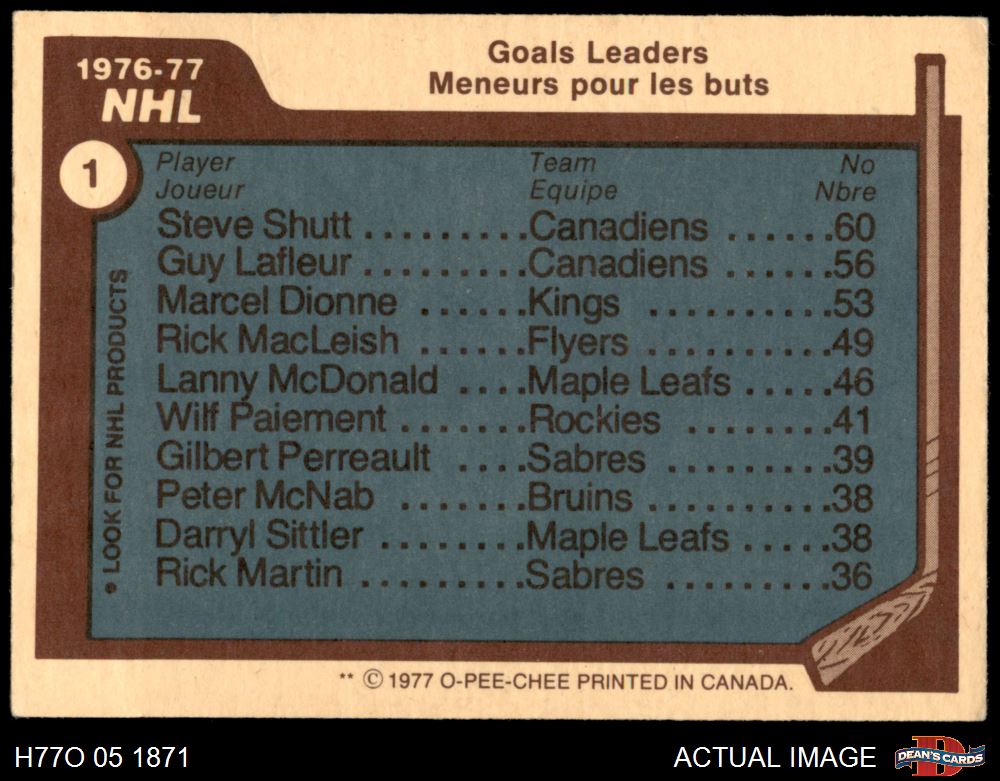 1976-77
NHL
Goals Leaders
Meneurs pour les buts
1
Player Team No
Joueur Equipe Nbre
Steve Shutt .........Canadiens ......60
Guy Lafleur .........Canadiens ......56
Marcel Dionne ......Kings ..........53
Rick MacLeish ......Flyers ..........49
Lanny McDonald ....Maple Leafs .....46
Wilf Paiement .......Rockies ........41
Gilbert Perreault ....Sabres .........39
Peter McNab .......Bruins ..........38
Darryl Sittler ........Maple Leafs .....38
Rick Martin .........Sabres .........36
• LOOK FOR NHL PRODUCTS
** © 1977 O-PEE-CHEE PRINTED IN CANADA.
H77O 05 1871
ACTUAL IMAGE
D
DEAN'S CARDS